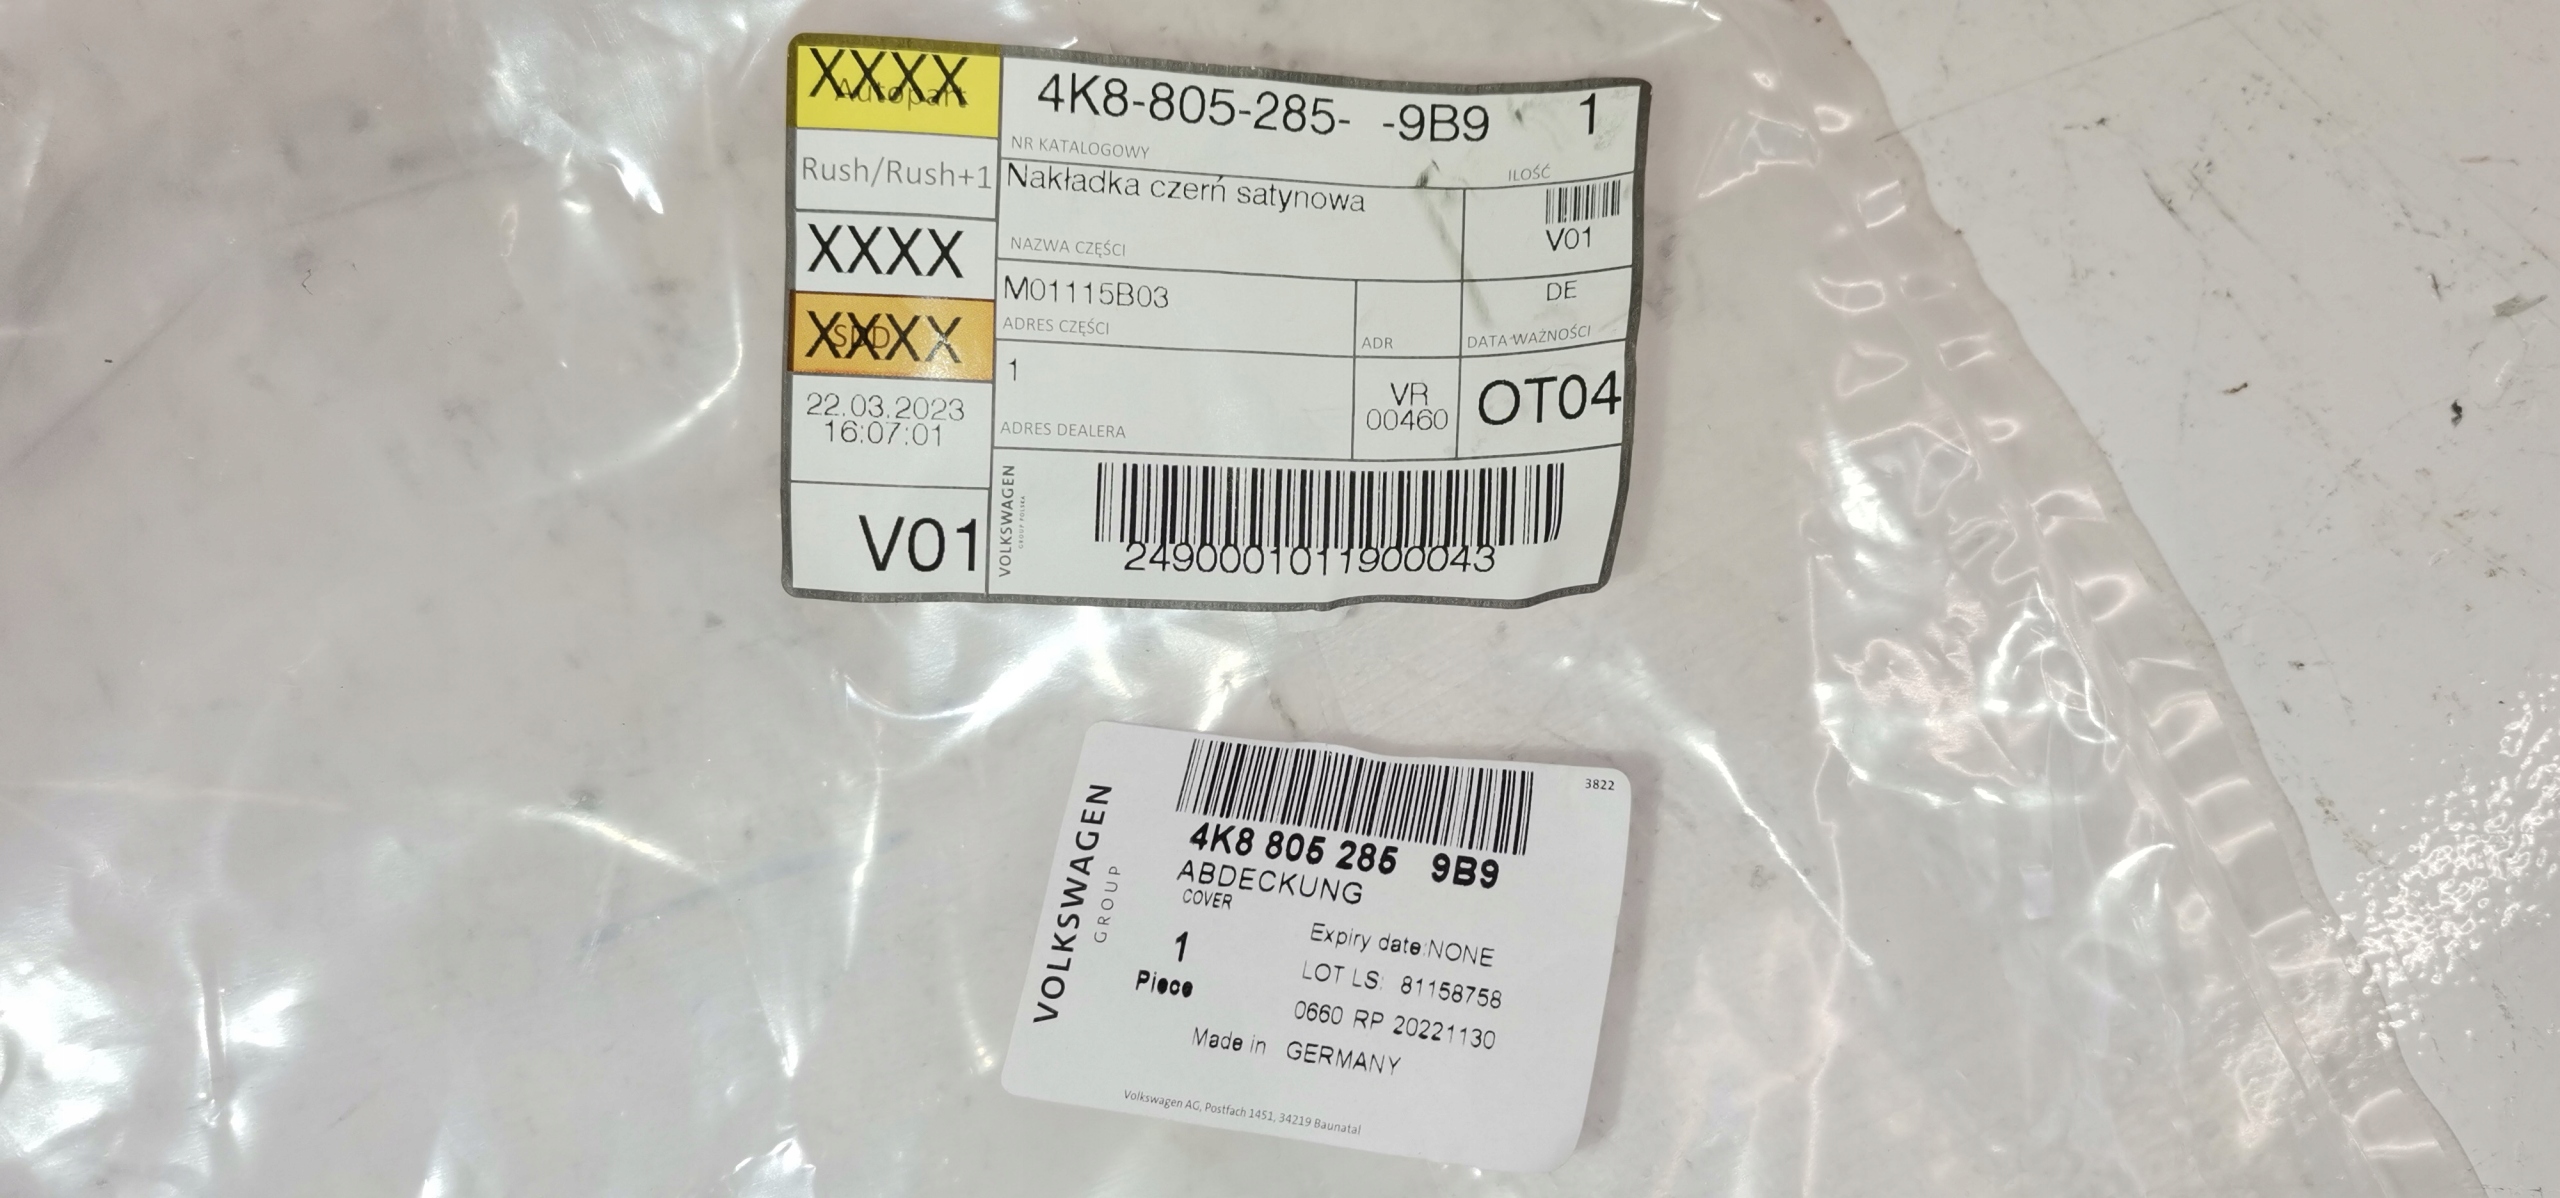 XXXX
Autopart
Rush/Rush+1
XXXX
XXXX
22.03.2023
16:07:01
V01
4K8-805-285- -9B9
1
NR KATALOGOWY
ILOŚĆ
Nakładka czerń satynowa
NAZWA CZĘŚCI
V01
M01115B03
ADRES CZĘŚCI
ADR
DE
DATA WAŻNOŚCI
1
ADRES DEALERA
VR
00460
OT04
VOLKSWAGEN
GROUP POLSKA
2490001011900043
3822
4K8 805 285 9B9
ABDECKUNG
COVER
VOLKSWAGEN
GROUP
1
Piece
Expiry date:NONE
LOT LS: 81158758
0660 RP 20221130
Made in GERMANY
Volkswagen AG, Postfach 1451, 34219 Baunatal